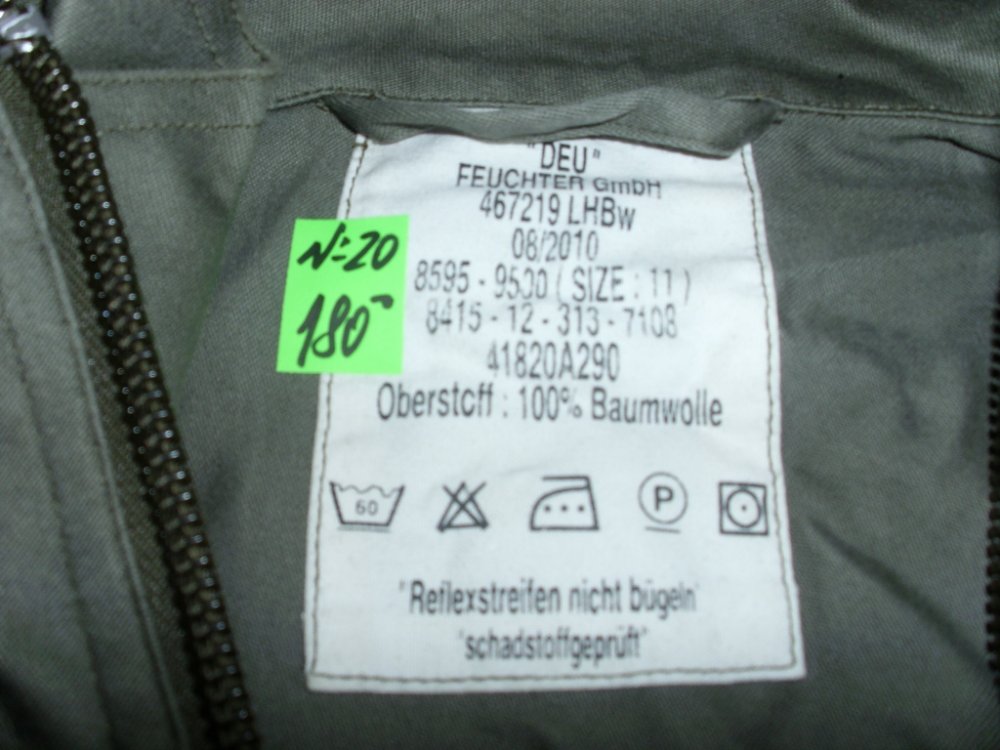 "DEU"
FEUCHTER GmbH
467219 LHBw
08/2010
8595 - 9500 ( SIZE : 11 )
8415 - 12 - 313 - 7108
41820A290
Oberstoff : 100% Baumwolle
60
P
"Reflexstreifen nicht bügeln"
"schadstoffgeprüft"
N=20
180-